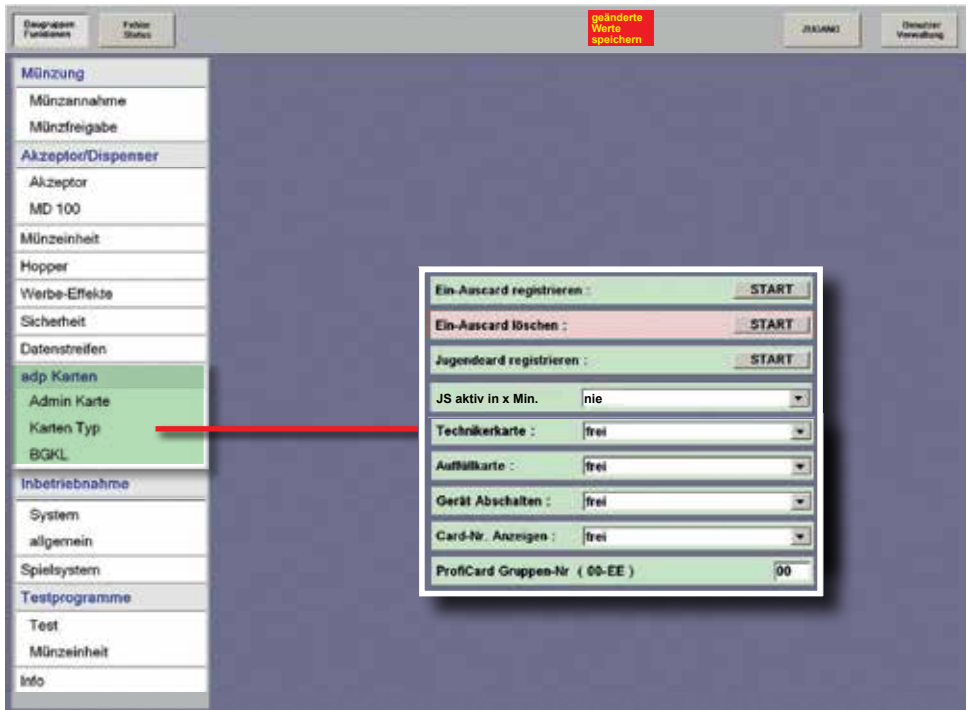 Baugruppen
Funktionen
Fehler
Status
geänderte
Werte
speichern
ZUGANG
Benutzer
Verwaltung
Münzung
Münzannahme
Münzfreigabe
Akzeptor/Dispenser
Akzeptor
MD 100
Münzeinheit
Hopper
Werbe-Effekte
Sicherheit
Datenstreifen
adp Karten
Admin Karte
Karten Typ
BGKL
Inbetriebnahme
System
allgemein
Spielsystem
Testprogramme
Test
Münzeinheit
Info
Ein-Auscard registrieren : START
Ein-Auscard löschen : START
Jugendcard registrieren : START
JS aktiv in x Min. nie
Technikerkarte : frei
Auffüllkarte : frei
Gerät Abschalten : frei
Card-Nr. Anzeigen : frei
ProfiCard Gruppen-Nr ( 00-EE ) 00